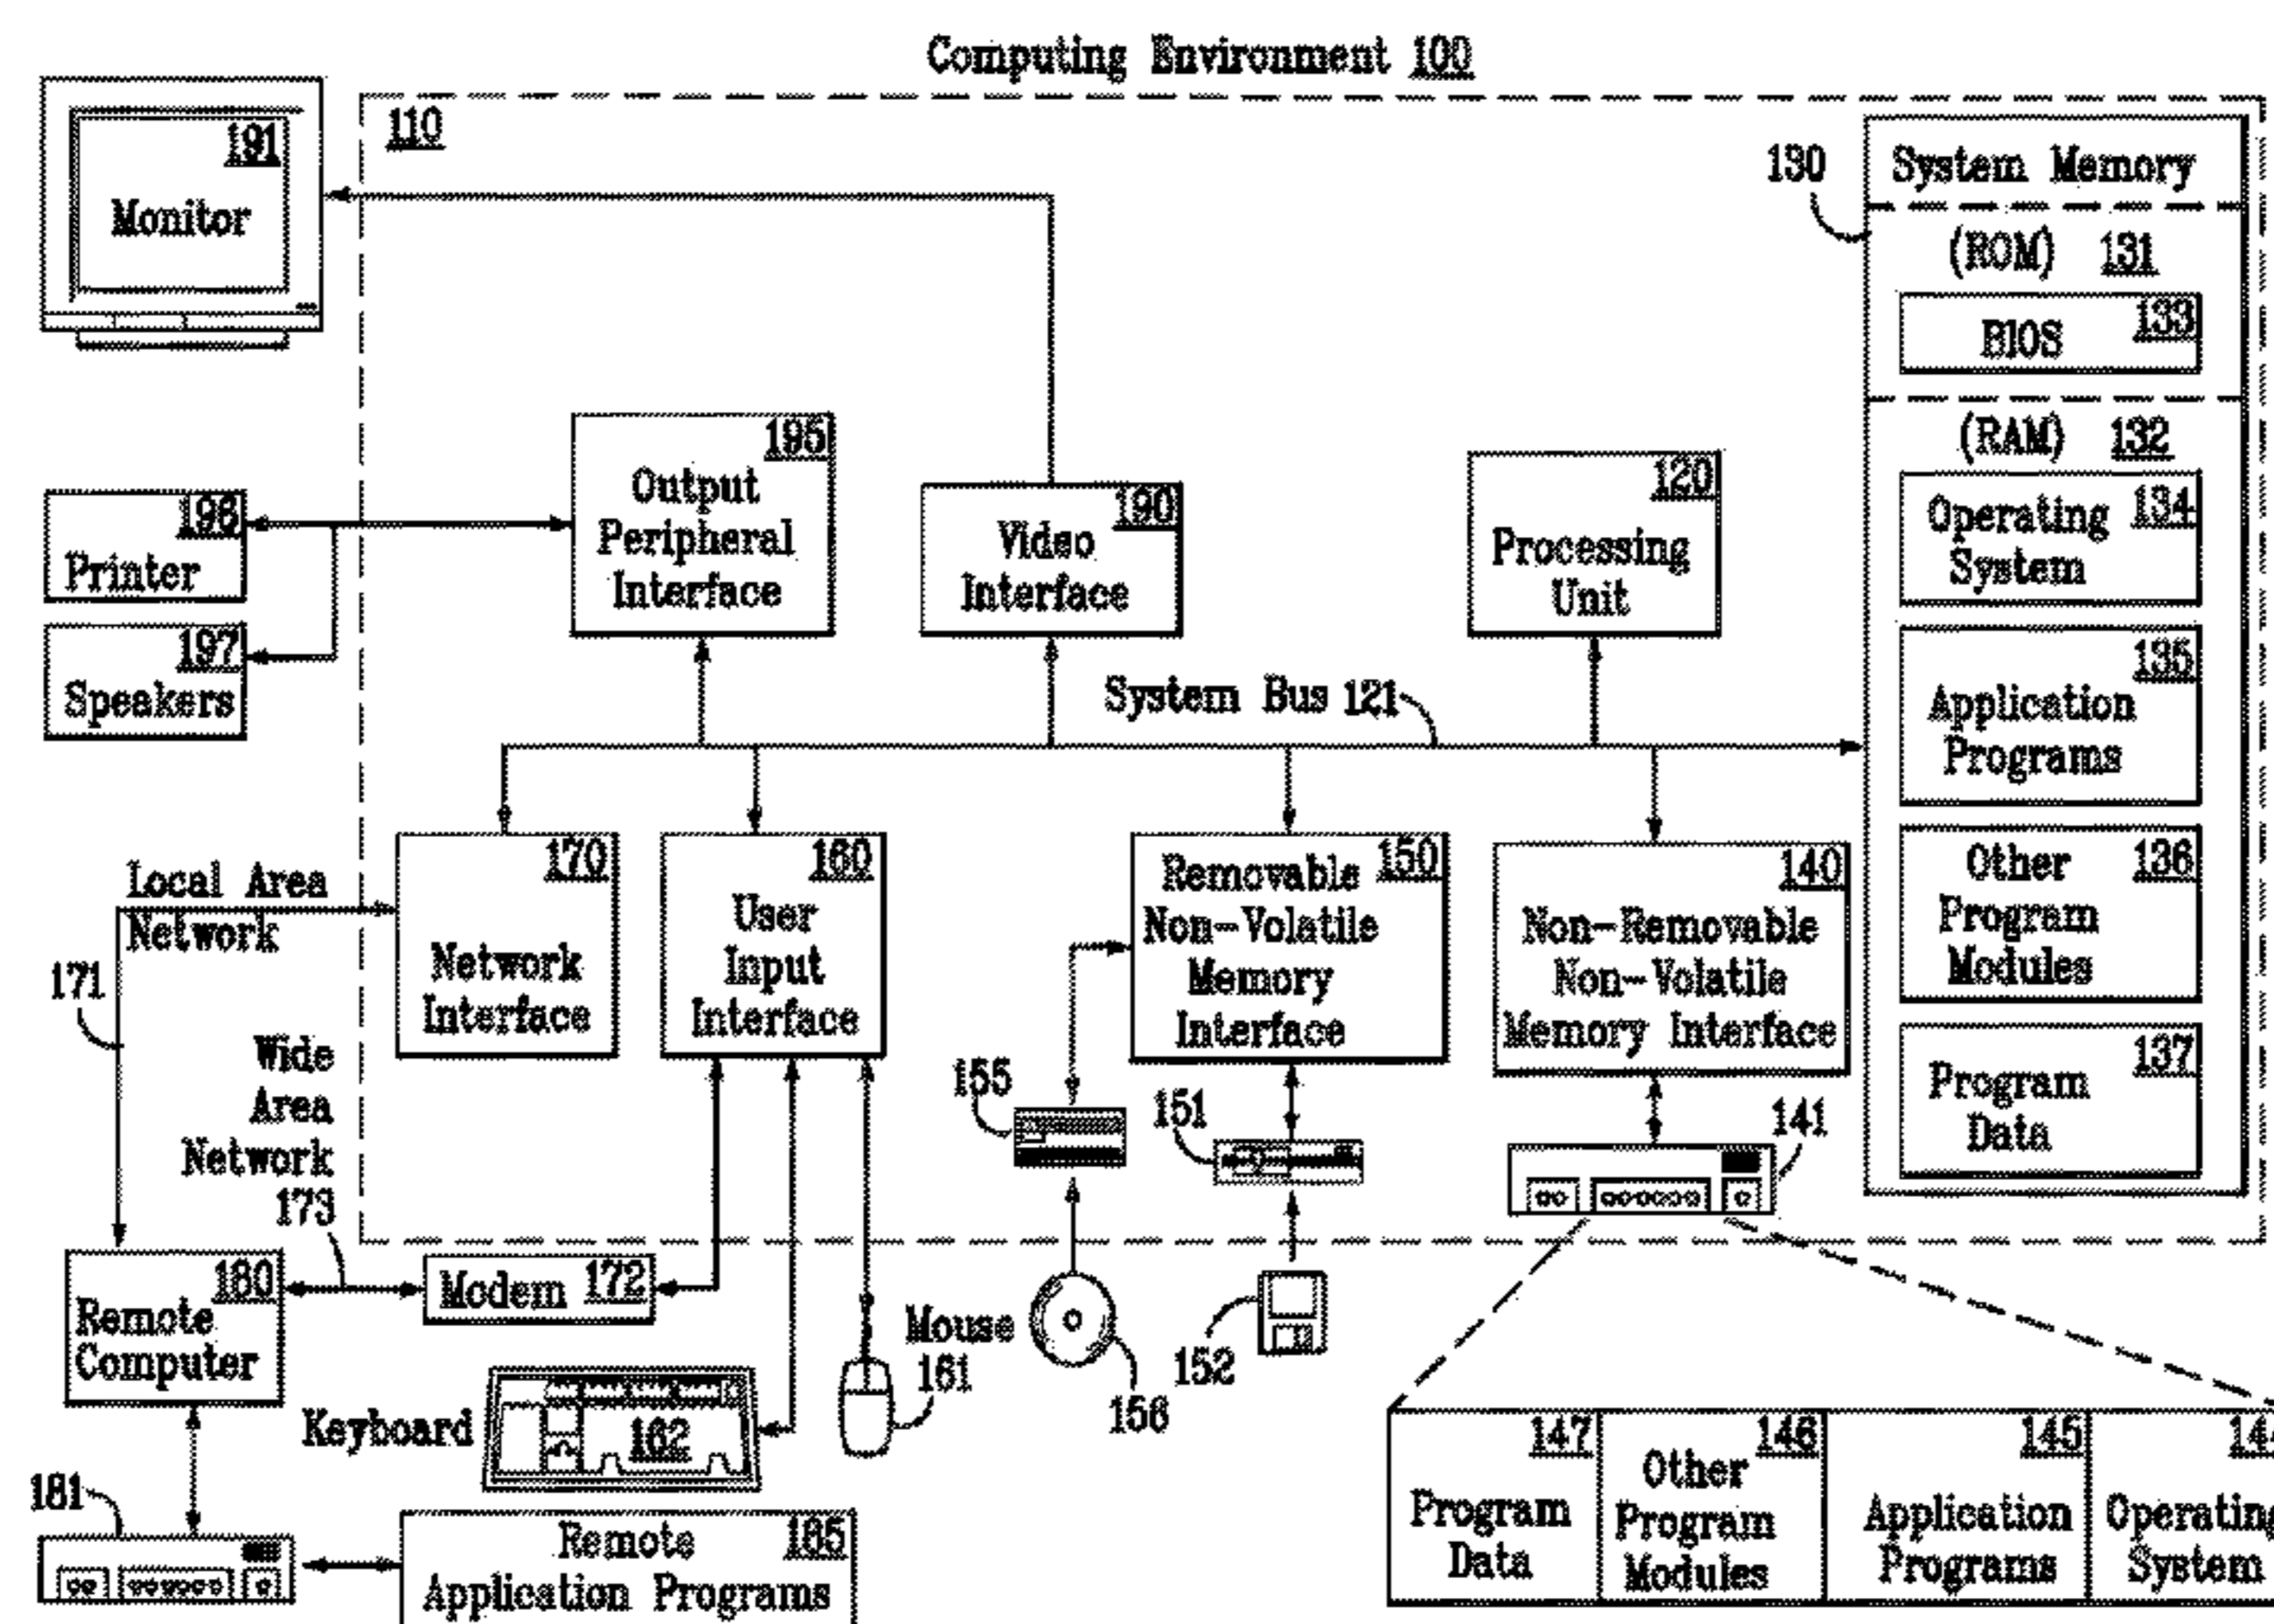 Computing Environment 100
110
191
Monitor
130
System Memory
(ROM) 131
BIOS 133
(RAM) 132
Operating 134
System
135
Application
Programs
Other 136
Program
Modules
137
Program
Data
195
Output
Peripheral
Interface
190
Video
Interface
120
Processing
Unit
196
Printer
197
Speakers
System Bus 121
Local Area
Network
171
170
Network
Interface
160
User
Input
Interface
Removable 150
Non-Volatile
Memory
Interface
140
Non-Removable
Non-Volatile
Memory Interface
Wide
Area
Network
173
155
151
141
180
Remote
Computer
Modem 172
Mouse
161
156
152
Keyboard
162
181
Remote 185
Application Programs
147
Program
Data
146
Other
Program
Modules
145
Application
Programs
Operating
System